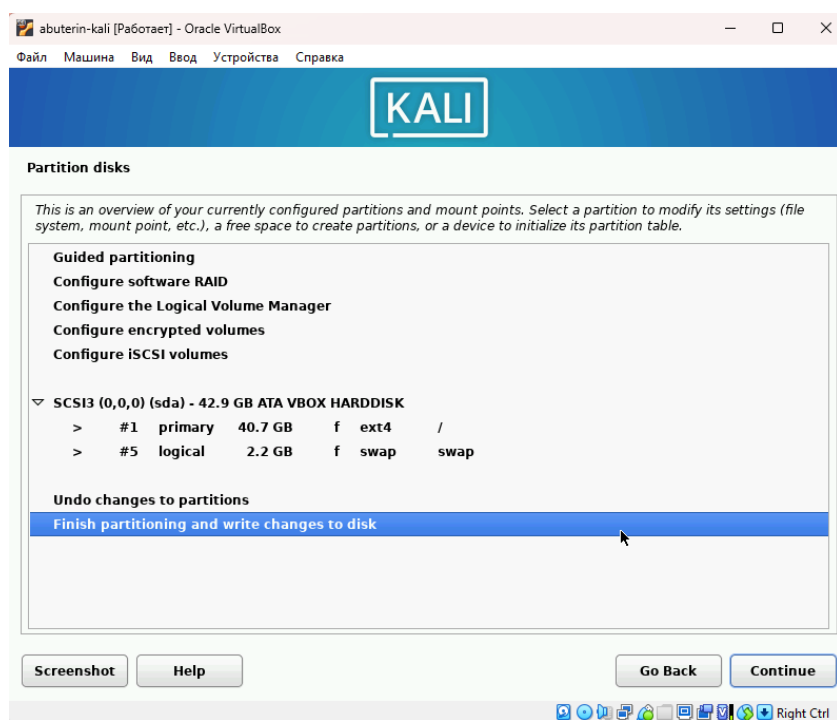 abuterin-kali [Работает] - Oracle VirtualBox
Файл Машина Вид Ввод Устройства Справка
KALI
Partition disks
This is an overview of your currently configured partitions and mount points. Select a partition to modify its settings (file
system, mount point, etc.), a free space to create partitions, or a device to initialize its partition table.
Guided partitioning
Configure software RAID
Configure the Logical Volume Manager
Configure encrypted volumes
Configure iSCSI volumes
SCSI3 (0,0,0) (sda) - 42.9 GB ATA VBOX HARDDISK
> #1 primary 40.7 GB f ext4 /
> #5 logical 2.2 GB f swap swap
Undo changes to partitions
Finish partitioning and write changes to disk
Screenshot Help Go Back Continue
Right Ctrl